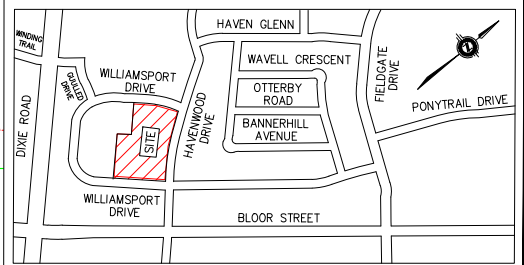 HAVEN GLENN
WINDING
TRAIL
WAVELL CRESCENT
GUULLED
DRIVE
WILLIAMSPORT
DRIVE
FIELDGATE
DRIVE
OTTERBY
ROAD
PONYTRAIL DRIVE
DIXIE ROAD
SITE
HAVENWOOD
DRIVE
BANNERHILL
AVENUE
WILLIAMSPORT
DRIVE
BLOOR STREET